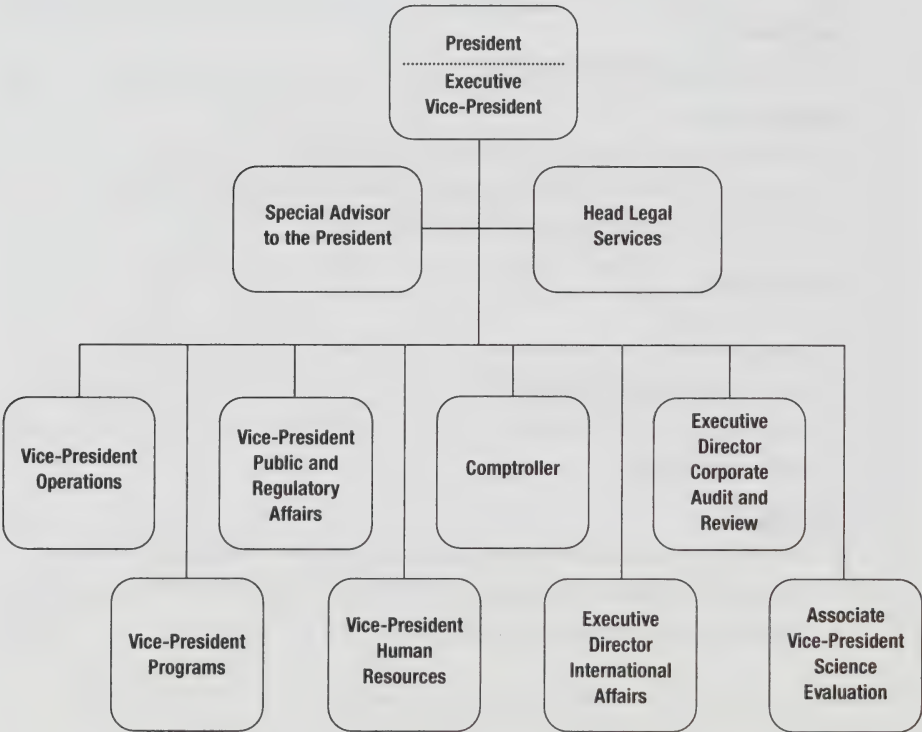 President
Executive
Vice-President
Special Advisor
to the President
Head Legal
Services
Vice-President
Operations
Vice-President
Public and
Regulatory
Affairs
Comptroller
Executive
Director
Corporate
Audit and
Review
Vice-President
Programs
Vice-President
Human
Resources
Executive
Director
International
Affairs
Associate
Vice-President
Science
Evaluation